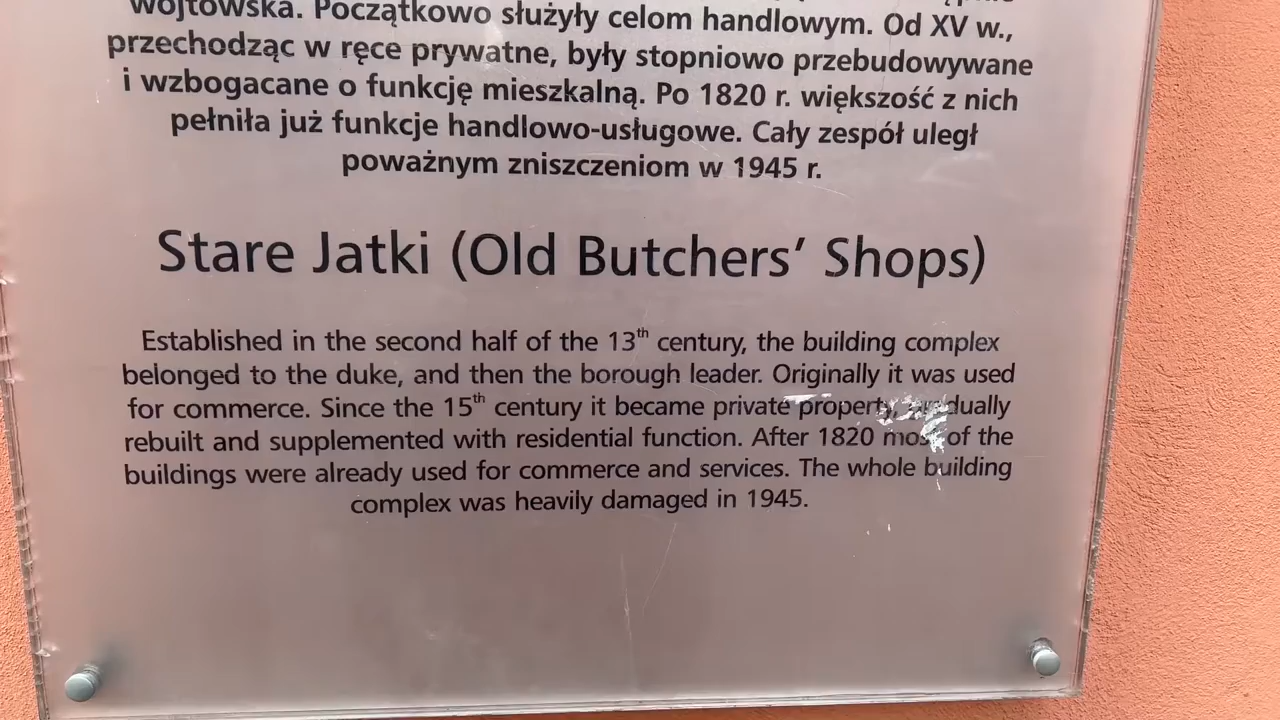 wójtowska. Początkowo służyły celom handlowym. Od XV w.,
przechodząc w ręce prywatne, były stopniowo przebudowywane
i wzbogacane o funkcję mieszkalną. Po 1820 r. większość z nich
pełniła już funkcje handlowo-usługowe. Cały zespół uległ
poważnym zniszczeniom w 1945 r.
Stare Jatki (Old Butchers’ Shops)
Established in the second half of the 13th century, the building complex
belonged to the duke, and then the borough leader. Originally it was used
for commerce. Since the 15th century it became private property, gradually
rebuilt and supplemented with residential function. After 1820 most of the
buildings were already used for commerce and services. The whole building
complex was heavily damaged in 1945.